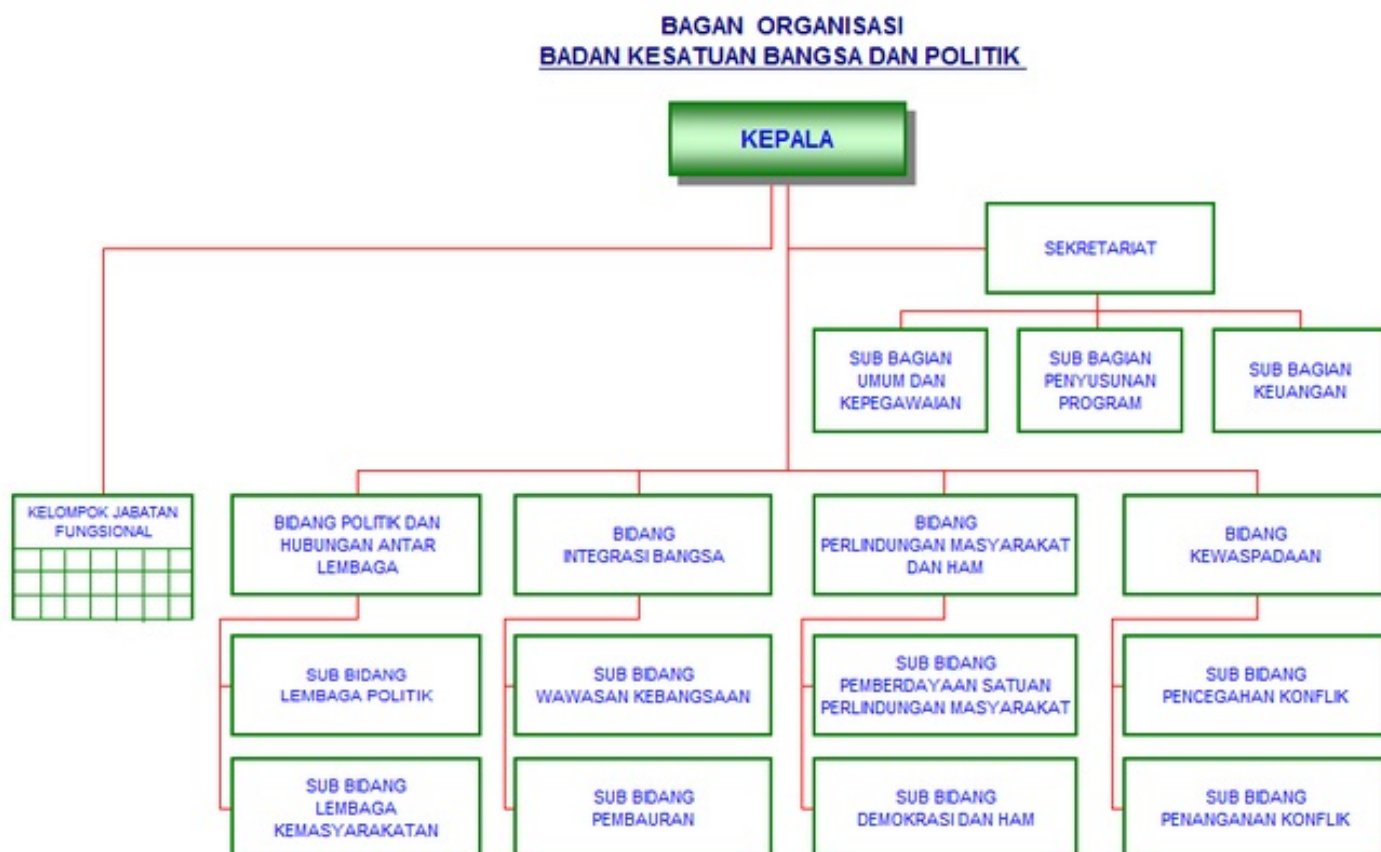 BAGAN ORGANISASI
BADAN KESATUAN BANGSA DAN POLITIK
KEPALA
SEKRETARIAT
SUB BAGIAN
UMUM DAN
KEPEGAWAIAN
SUB BAGIAN
PENYUSUNAN
PROGRAM
SUB BAGIAN
KEUANGAN
KELOMPOK JABATAN
FUNGSIONAL
BIDANG POLITIK DAN
HUBUNGAN ANTAR
LEMBAGA
BIDANG
INTEGRASI BANGSA
BIDANG
PERLINDUNGAN MASYARAKAT
DAN HAM
BIDANG
KEWASPADAAN
SUB BIDANG
LEMBAGA POLITIK
SUB BIDANG
WAWASAN KEBANGSAAN
SUB BIDANG
PEMBERDAYAAN SATUAN
PERLINDUNGAN MASYARAKAT
SUB BIDANG
PENCEGAHAN KONFLIK
SUB BIDANG
LEMBAGA
KEMASYARAKATAN
SUB BIDANG
PEMBAURAN
SUB BIDANG
DEMOKRASI DAN HAM
SUB BIDANG
PENANGANAN KONFLIK